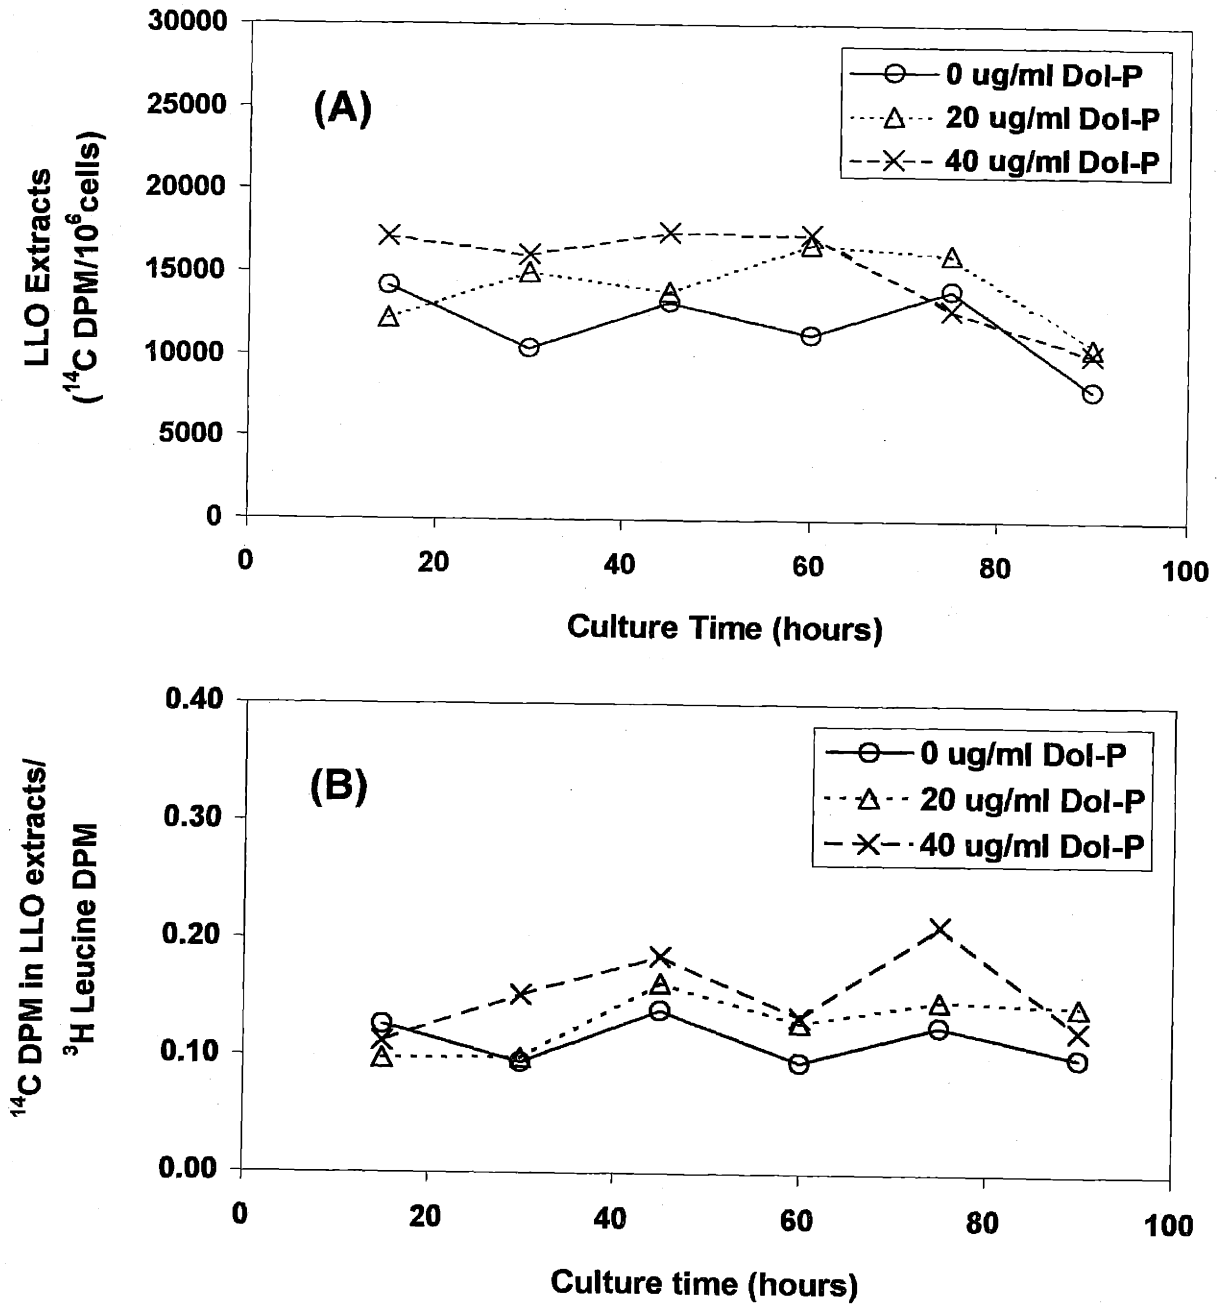 30000
25000
20000
15000
10000
5000
0
LLO Extracts
(¹⁴C DPM/10⁶cells)
(A)
0 ug/ml Dol-P
20 ug/ml Dol-P
40 ug/ml Dol-P
0 20 40 60 80 100
Culture Time (hours)
0.40
0.30
0.20
0.10
0.00
¹⁴C DPM in LLO extracts/
³H Leucine DPM
(B)
0 ug/ml Dol-P
20 ug/ml Dol-P
40 ug/ml Dol-P
0 20 40 60 80 100
Culture time (hours)